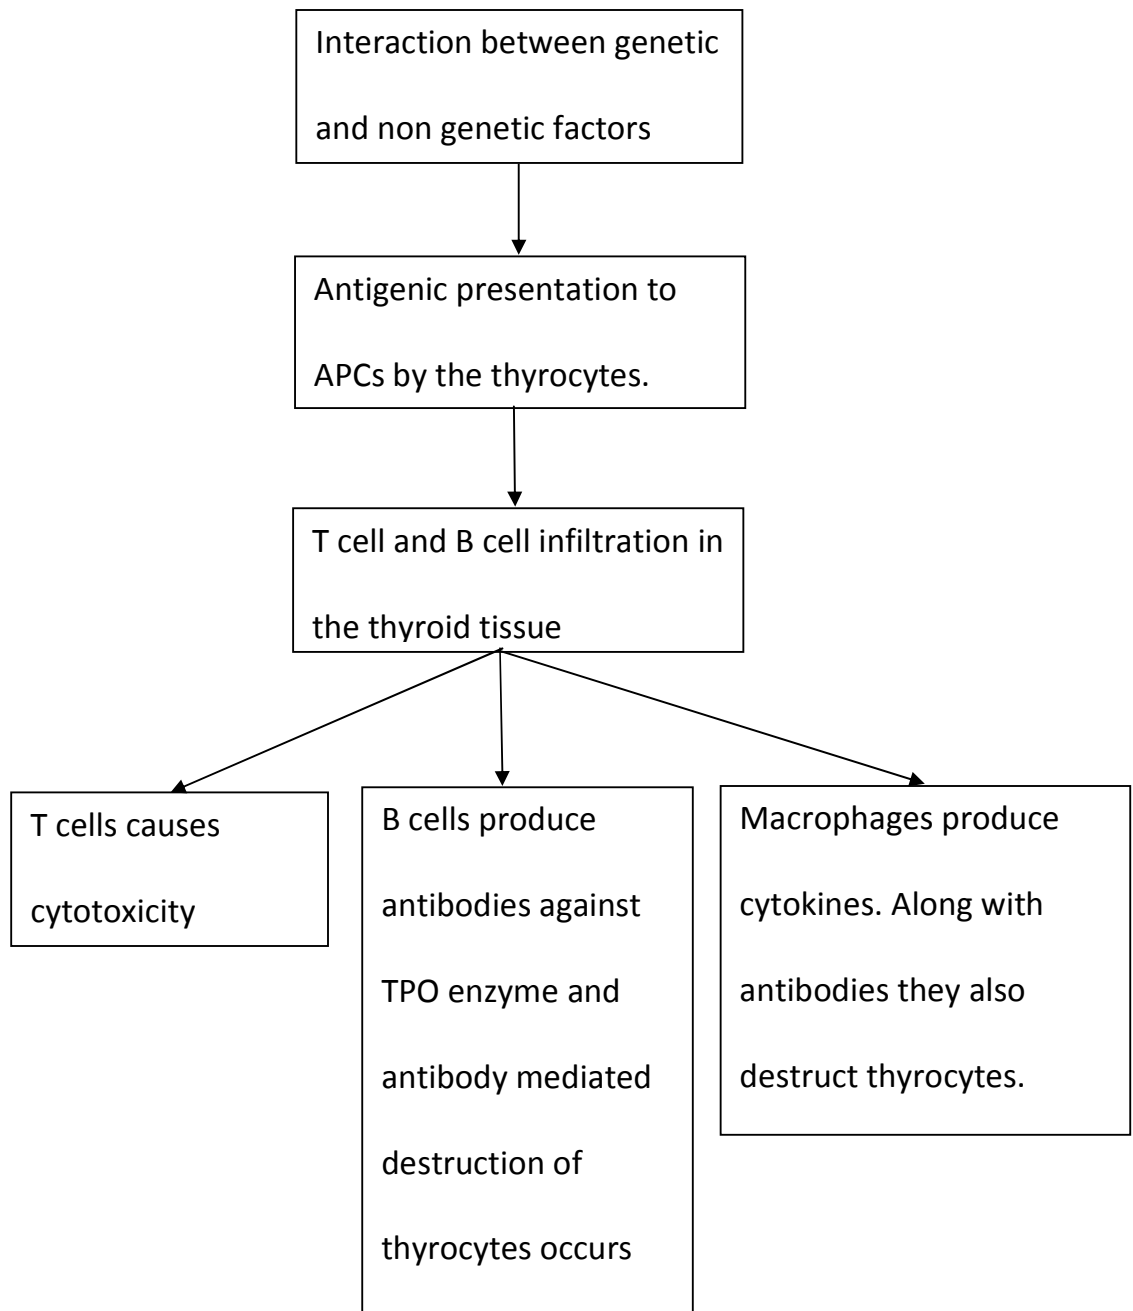 Interaction between genetic
and non genetic factors
Antigenic presentation to
APCs by the thyrocytes.
T cell and B cell infiltration in
the thyroid tissue
T cells causes
cytotoxicity
B cells produce
antibodies against
TPO enzyme and
antibody mediated
destruction of
thyrocytes occurs
Macrophages produce
cytokines. Along with
antibodies they also
destruct thyrocytes.